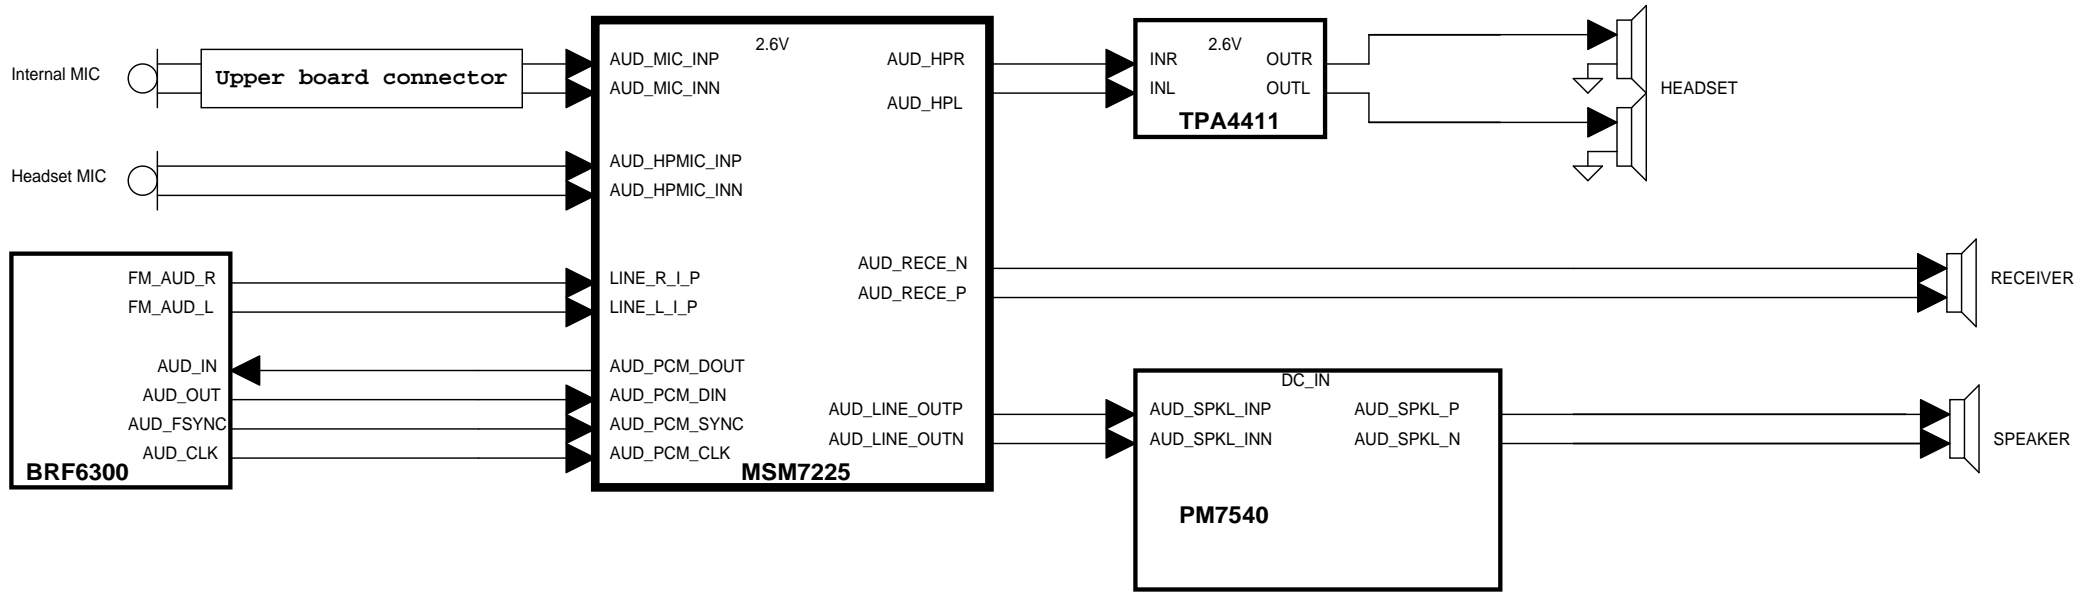 Internal MIC
Upper board connector
Headset MIC
FM_AUD_R
FM_AUD_L
AUD_IN
AUD_OUT
AUD_FSYNC
AUD_CLK
BRF6300
2.6V
AUD_MIC_INP
AUD_MIC_INN
AUD_HPMIC_INP
AUD_HPMIC_INN
LINE_R_I_P
LINE_L_I_P
AUD_PCM_DOUT
AUD_PCM_DIN
AUD_PCM_SYNC
AUD_PCM_CLK
AUD_HPR
AUD_HPL
AUD_RECE_N
AUD_RECE_P
AUD_LINE_OUTP
AUD_LINE_OUTN
MSM7225
2.6V
INR
INL
OUTR
OUTL
TPA4411
HEADSET
RECEIVER
DC_IN
AUD_SPKL_INP
AUD_SPKL_INN
AUD_SPKL_P
AUD_SPKL_N
PM7540
SPEAKER